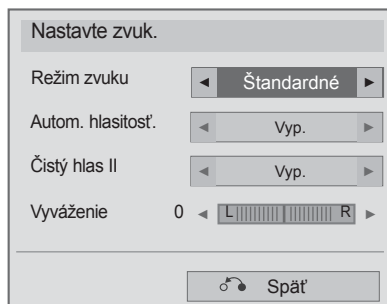 Nastavte zvuk.
Režim zvuku ◄ Štandardné ►
Autom. hlasitosť. ◄ Vyp. ►
Čistý hlas II ◄ Vyp. ►
Vyváženie 0 ◄ L R ►
Späť